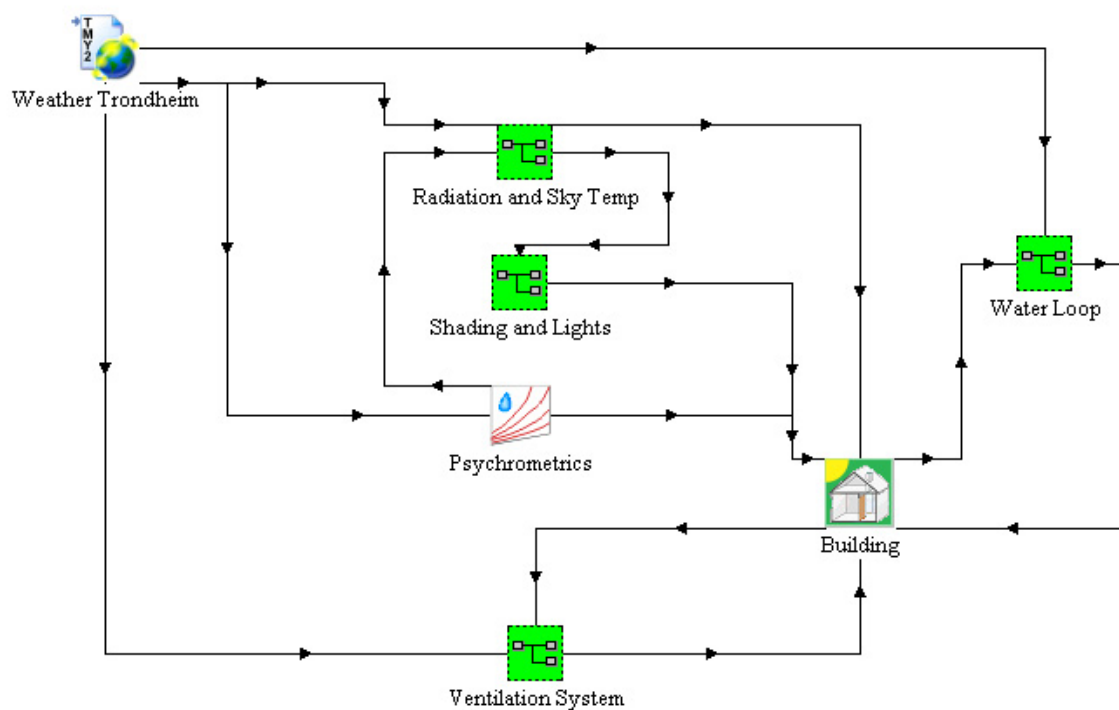 TMY2
Weather Trondheim
Radiation and Sky Temp
Shading and Lights
Water Loop
Psychrometrics
Building
Ventilation System